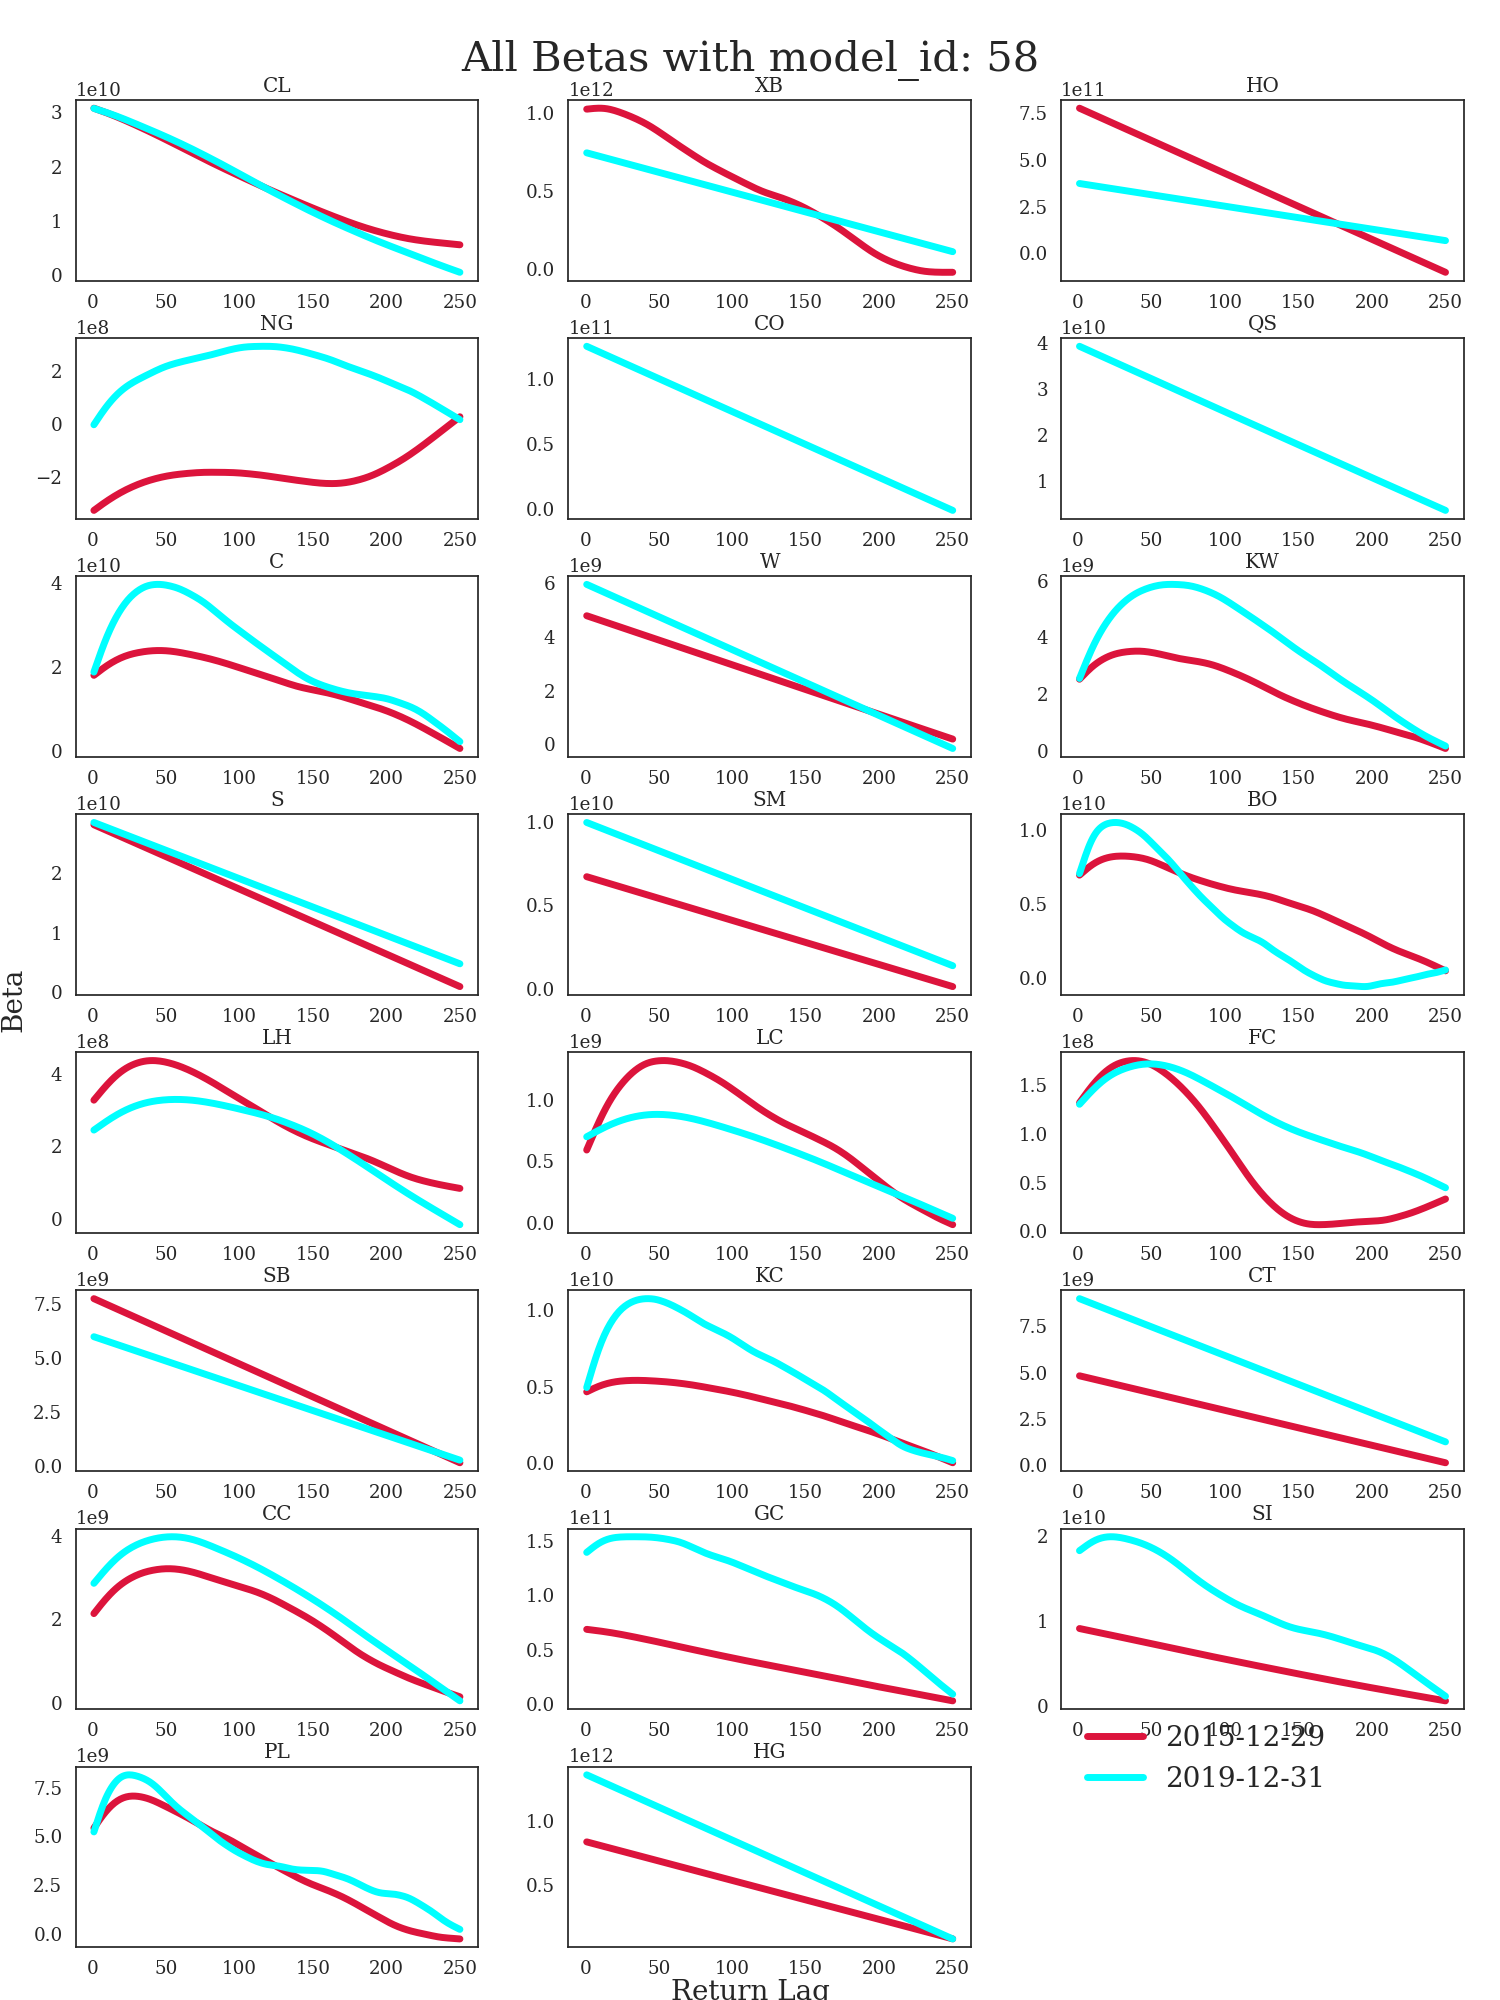 All Betas with model_id: 58
CL
XB
HO
1e10
1e12
1e11
3
2
1
0
1.0
0.5
0.0
7.5
5.0
2.5
0.0
0 50 100 150 200 250
0 50 100 150 200 250
0 50 100 150 200 250
NG
CO
QS
1e8
1e11
1e10
2
0
−2
1.0
0.5
0.0
4
3
2
1
0 50 100 150 200 250
0 50 100 150 200 250
0 50 100 150 200 250
C
W
KW
1e10
1e9
1e9
4
2
0
6
4
2
0
6
4
2
0
0 50 100 150 200 250
0 50 100 150 200 250
0 50 100 150 200 250
S
SM
BO
1e10
1e10
1e10
2
1
0
1.0
0.5
0.0
1.0
0.5
0.0
0 50 100 150 200 250
0 50 100 150 200 250
0 50 100 150 200 250
Beta
LH
LC
FC
1e8
1e9
1e8
4
2
0
1.0
0.5
0.0
1.5
1.0
0.5
0.0
0 50 100 150 200 250
0 50 100 150 200 250
0 50 100 150 200 250
SB
KC
CT
1e9
1e10
1e9
7.5
5.0
2.5
0.0
1.0
0.5
0.0
7.5
5.0
2.5
0.0
0 50 100 150 200 250
0 50 100 150 200 250
0 50 100 150 200 250
CC
GC
SI
1e9
1e11
1e10
4
2
0
1.5
1.0
0.5
0.0
2
1
0
0 50 100 150 200 250
0 50 100 150 200 250
0 50 100 150 200 250
2015-12-29
2019-12-31
PL
HG
1e9
1e12
7.5
5.0
2.5
0.0
1.0
0.5
0 50 100 150 200 250
0 50 100 150 200 250
Return Lag